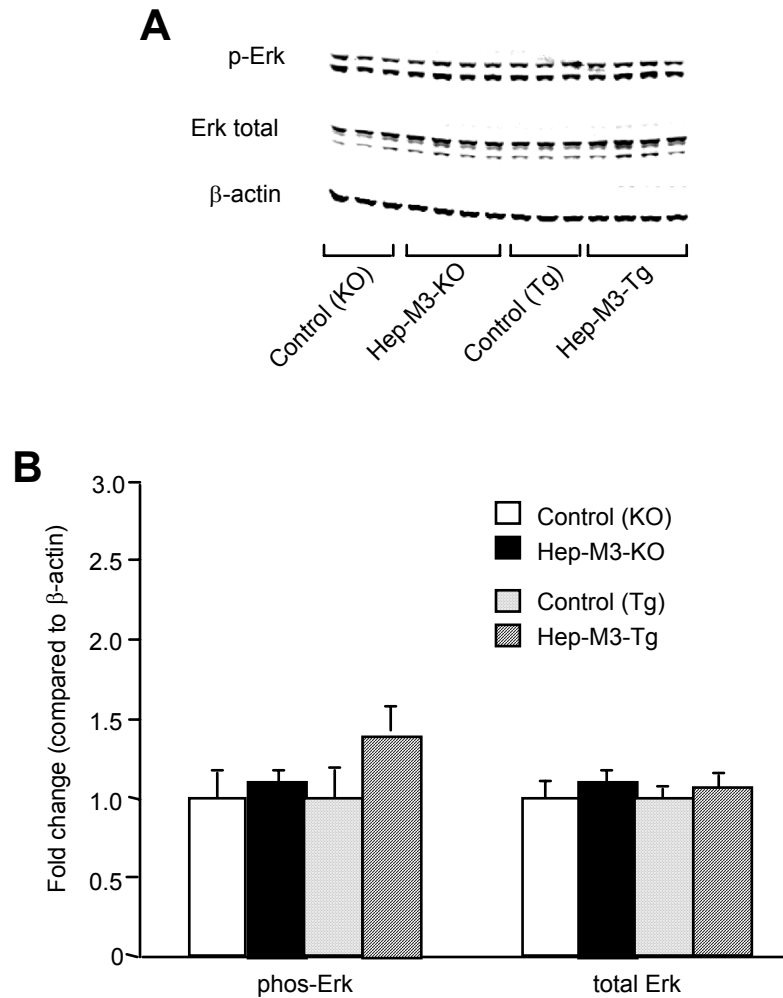 A
p-Erk
Erk total
β-actin
Control (KO)
Hep-M3-KO
Control (Tg)
Hep-M3-Tg
B
Fold change (compared to β-actin)
3.0
2.5
2.0
1.5
1.0
0.5
0
Control (KO)
Hep-M3-KO
Control (Tg)
Hep-M3-Tg
phos-Erk
total Erk